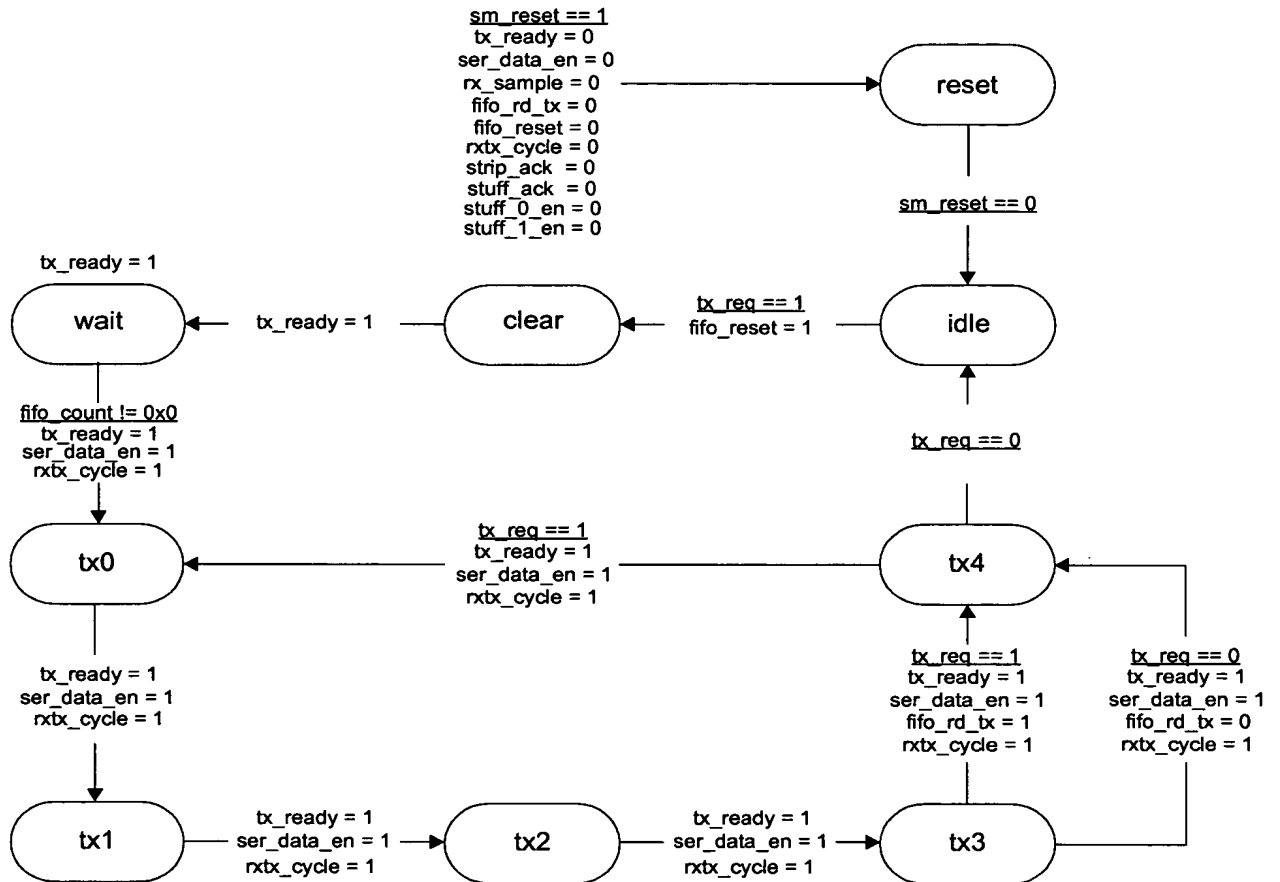 sm_reset == 1
tx_ready = 0
ser_data_en = 0
rx_sample = 0
fifo_rd_tx = 0
fifo_reset = 0
rxtx_cycle = 0
strip_ack = 0
stuff_ack = 0
stuff_0_en = 0
stuff_1_en = 0
reset
sm_reset == 0
tx_ready = 1
wait
tx_ready = 1
clear
tx_req == 1
fifo_reset = 1
idle
fifo_count != 0x0
tx_ready = 1
ser_data_en = 1
rxtx_cycle = 1
tx_req == 0
tx0
tx_req == 1
tx_ready = 1
ser_data_en = 1
rxtx_cycle = 1
tx4
tx_ready = 1
ser_data_en = 1
rxtx_cycle = 1
tx_req == 1
tx_ready = 1
ser_data_en = 1
fifo_rd_tx = 1
rxtx_cycle = 1
tx_req == 0
tx_ready = 1
ser_data_en = 1
fifo_rd_tx = 0
rxtx_cycle = 1
tx1
tx_ready = 1
ser_data_en = 1
rxtx_cycle = 1
tx2
tx_ready = 1
ser_data_en = 1
rxtx_cycle = 1
tx3